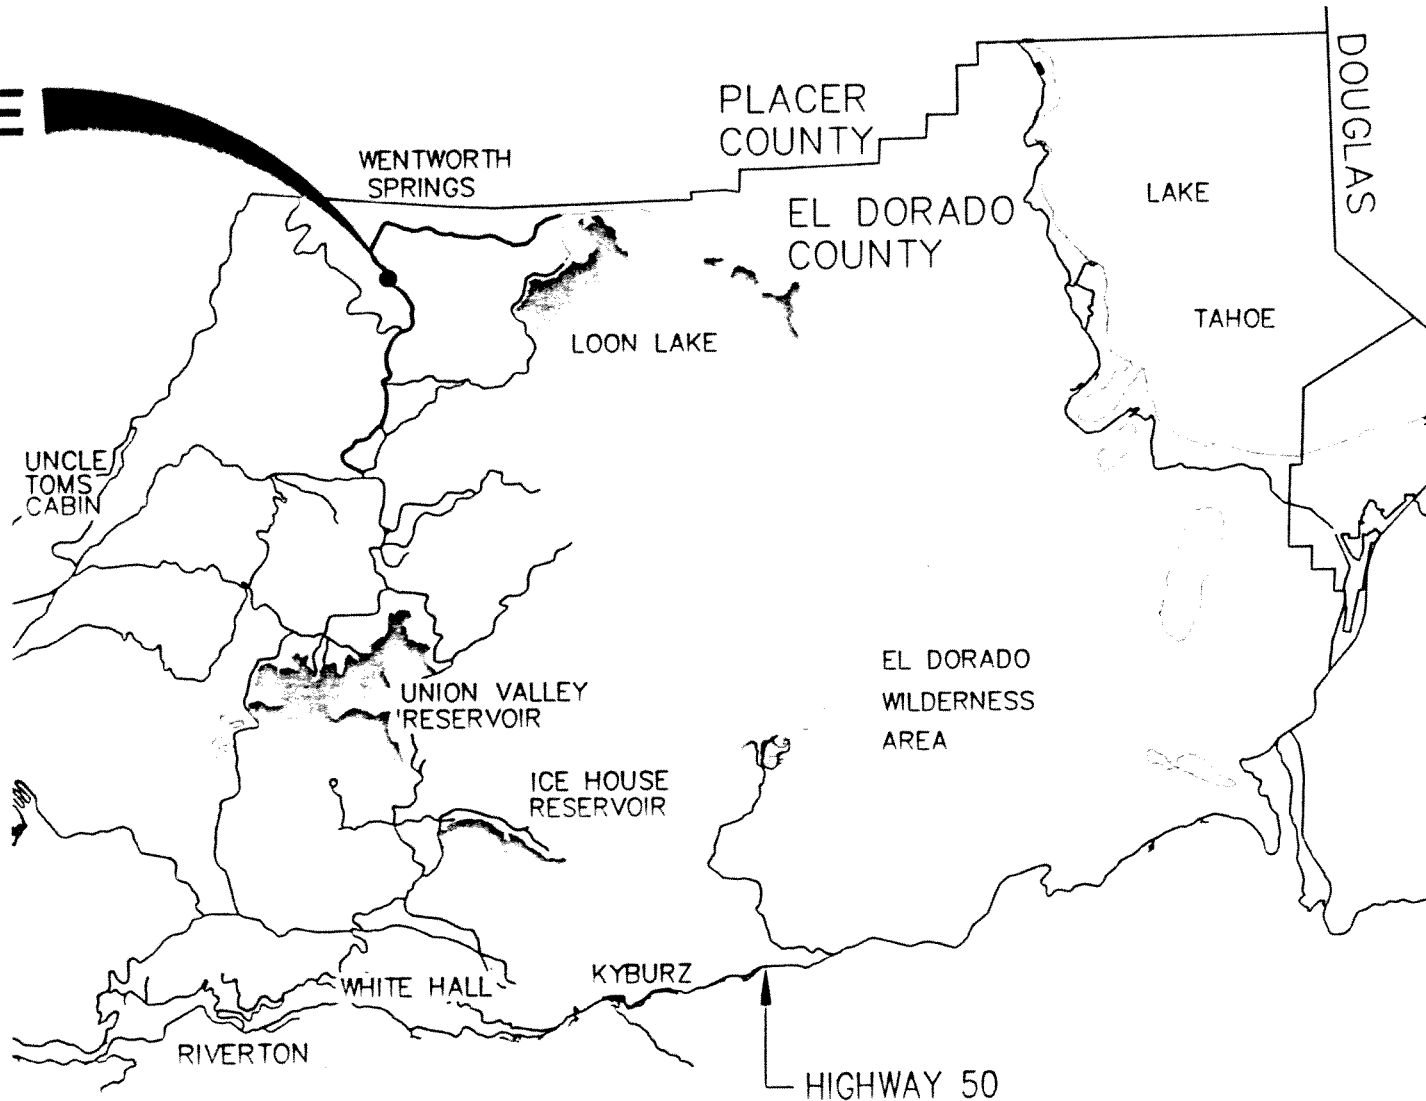 E
PLACER
COUNTY
DOUGLAS
WENTWORTH
SPRINGS
LAKE
EL DORADO
COUNTY
TAHOE
LOON LAKE
UNCLE
TOMS
CABIN
EL DORADO
WILDERNESS
AREA
UNION VALLEY
RESERVOIR
ICE HOUSE
RESERVOIR
KYBURZ
WHITE HALL
RIVERTON
HIGHWAY 50